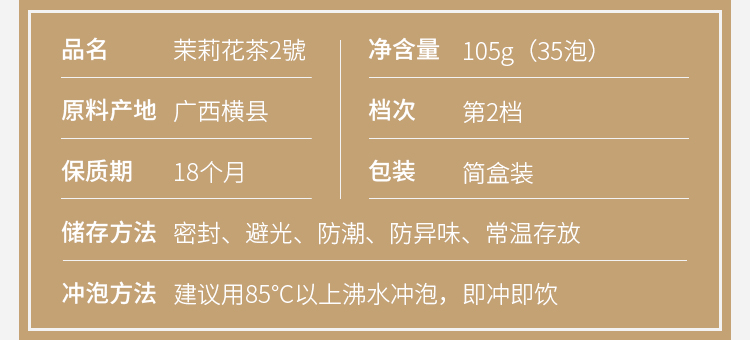 品名 茉莉花茶2號 净含量 105g（35泡）
原料产地 广西横县 档次 第2档
保质期 18个月 包装 简盒装
储存方法 密封、避光、防潮、防异味、常温存放
冲泡方法 建议用85℃以上沸水冲泡，即冲即饮